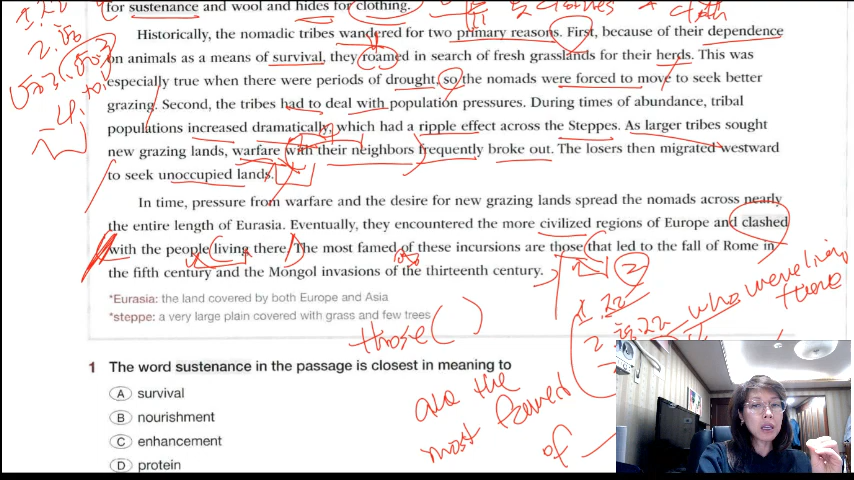 for sustenance and wool and hides for clothing.
Historically, the nomadic tribes wandered for two primary reasons. First, because of their dependence
on animals as a means of survival, they roamed in search of fresh grasslands for their herds. This was
especially true when there were periods of drought, so the nomads were forced to move to seek better
grazing. Second, the tribes had to deal with population pressures. During times of abundance, tribal
populations increased dramatically, which had a ripple effect across the Steppes. As larger tribes sought
new grazing lands, warfare with their neighbors frequently broke out. The losers then migrated westward
to seek unoccupied lands.
In time, pressure from warfare and the desire for new grazing lands spread the nomads across nearly
the entire length of Eurasia. Eventually, they encountered the more civilized regions of Europe and clashed
with the people living there. The most famed of these incursions are those that led to the fall of Rome in
the fifth century and the Mongol invasions of the thirteenth century.
*Eurasia: the land covered by both Europe and Asia
*steppe: a very large plain covered with grass and few trees
who were living
there
those ( )
are the
most famed
of
1 The word sustenance in the passage is closest in meaning to
A survival
B nourishment
C enhancement
D protein